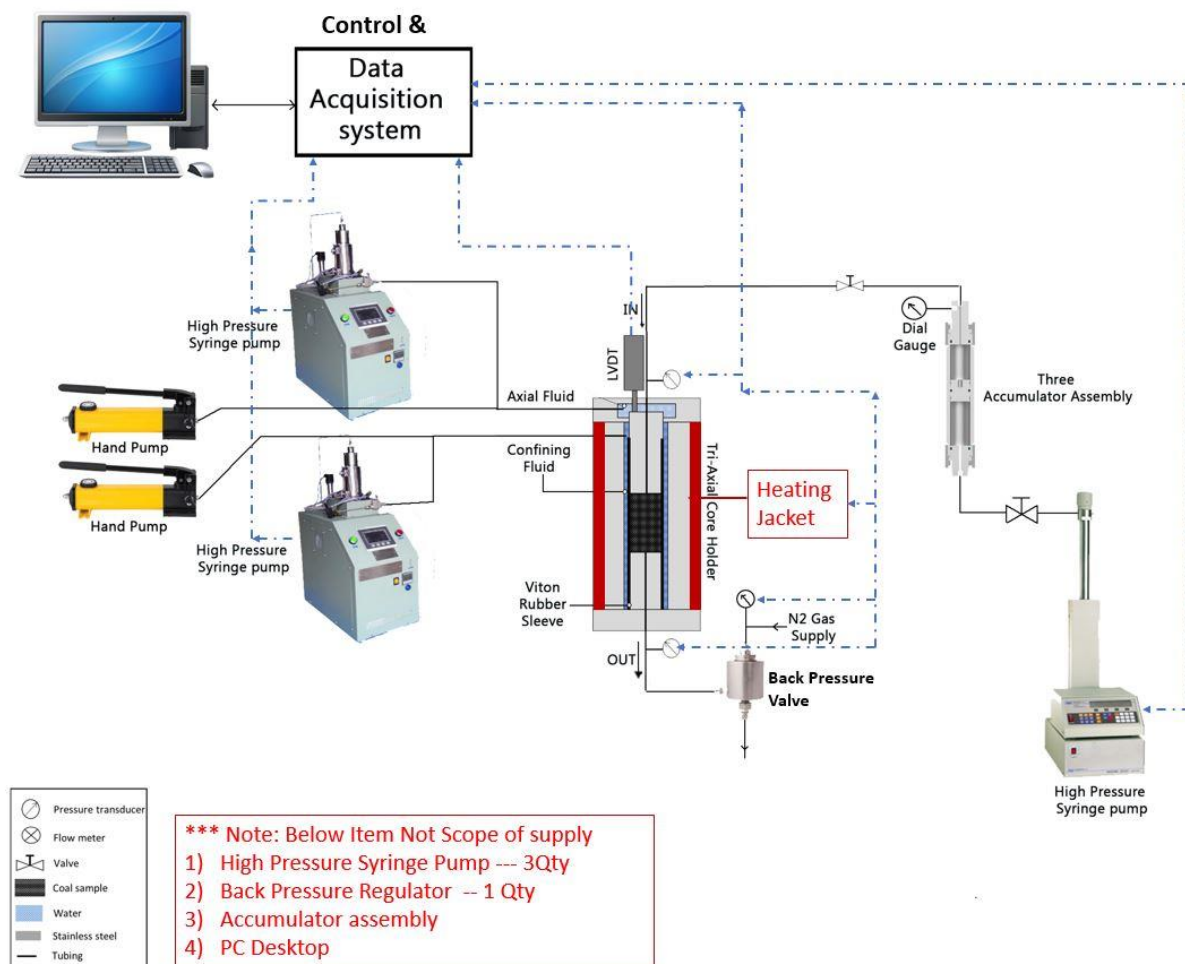 Control &
Data
Acquisition
system
High Pressure
Syringe pump
IN
LVDT
Dial
Gauge
Three
Accumulator Assembly
Axial Fluid
Hand Pump
Confining
Fluid
Tri-Axial Core Holder
Heating
Jacket
Hand Pump
High Pressure
Syringe pump
Viton
Rubber
Sleeve
N2 Gas
Supply
OUT
Back Pressure
Valve
High Pressure
Syringe pump
Pressure transducer
Flow meter
Valve
Coal sample
Water
Stainless steel
Tubing
*** Note: Below Item Not Scope of supply
1) High Pressure Syringe Pump --- 3Qty
2) Back Pressure Regulator -- 1 Qty
3) Accumulator assembly
4) PC Desktop